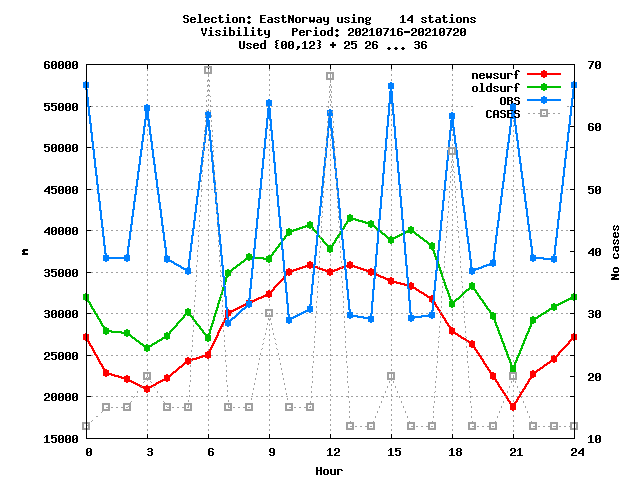 Selection: EastNorway using    14 stations
Visibility   Period: 20210716-20210720
Used {00,12} + 25 26 ... 36
newsurf
oldsurf
OBS
CASES
60000
55000
50000
45000
40000
35000
30000
25000
20000
15000
m
70
60
50
40
30
20
10
No cases
0 3 6 9 12 15 18 21 24
Hour